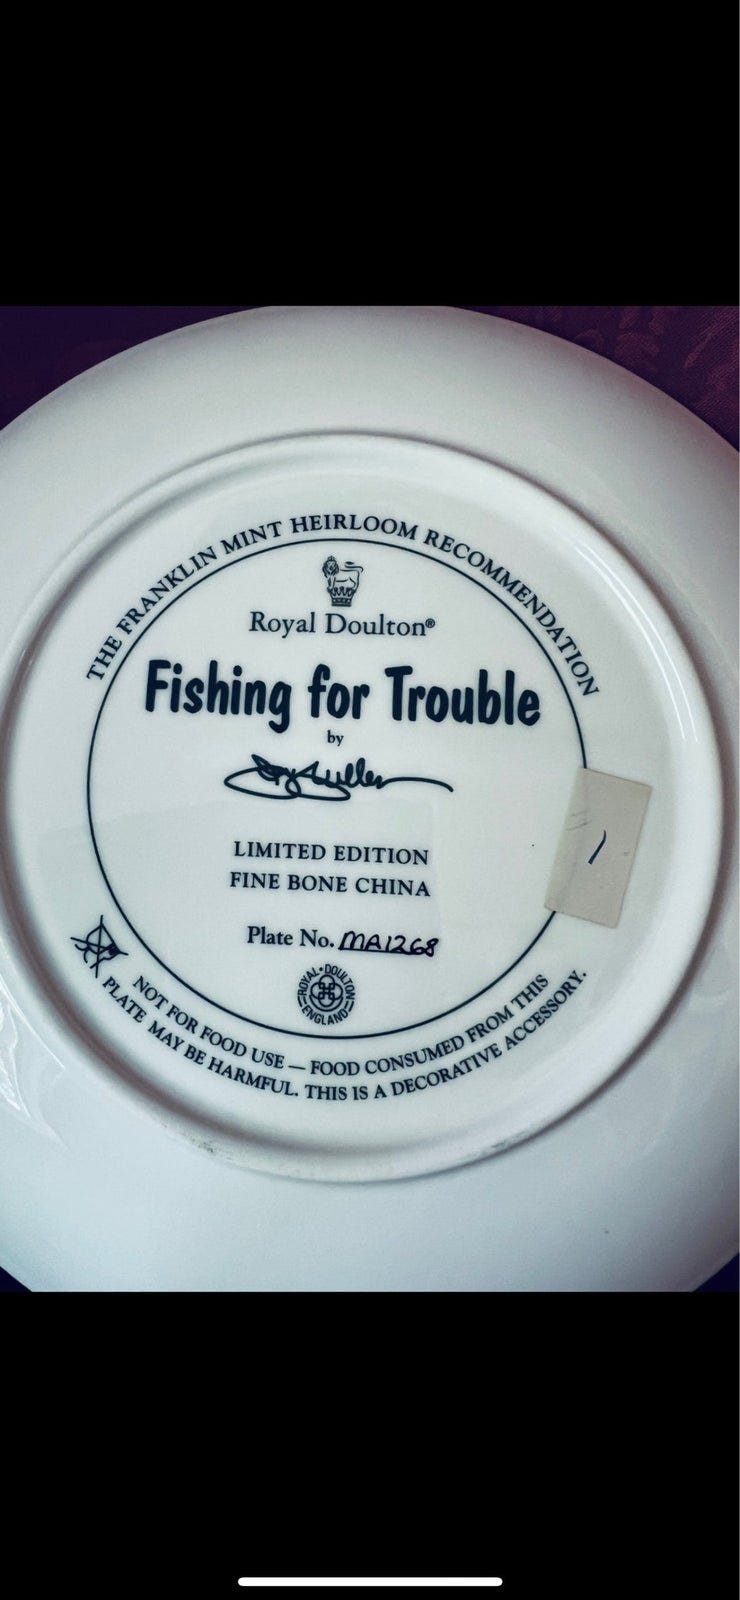 THE FRANKLIN MINT HEIRLOOM RECOMMENDATION
Royal Doulton®
Fishing for Trouble
by
LIMITED EDITION
FINE BONE CHINA
Plate No. MA1268
ROYAL • DOULTON
ENGLAND
NOT FOR FOOD USE — FOOD CONSUMED FROM THIS
PLATE MAY BE HARMFUL. THIS IS A DECORATIVE ACCESSORY.
1